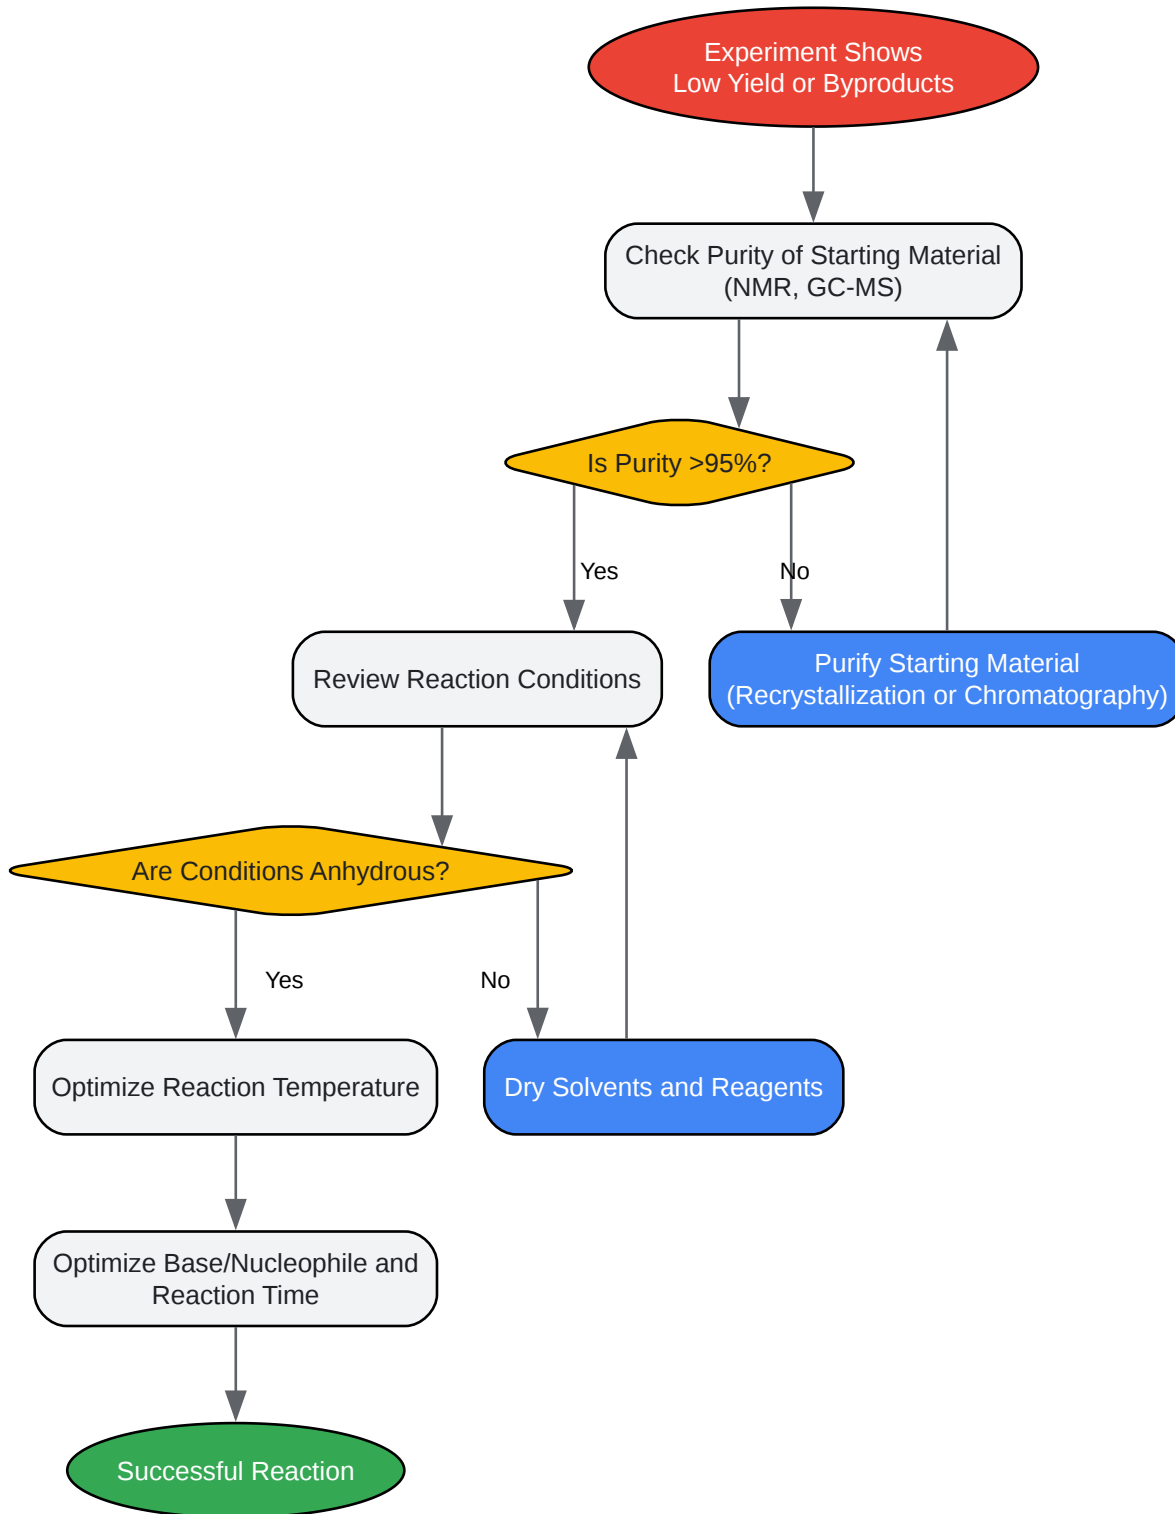 Experiment Shows
Low Yield or Byproducts
Check Purity of Starting Material
(NMR, GC-MS)
Is Purity >95%?
Yes
No
Review Reaction Conditions
Purify Starting Material
(Recrystallization or Chromatography)
Are Conditions Anhydrous?
Yes
No
Optimize Reaction Temperature
Dry Solvents and Reagents
Optimize Base/Nucleophile and
Reaction Time
Successful Reaction